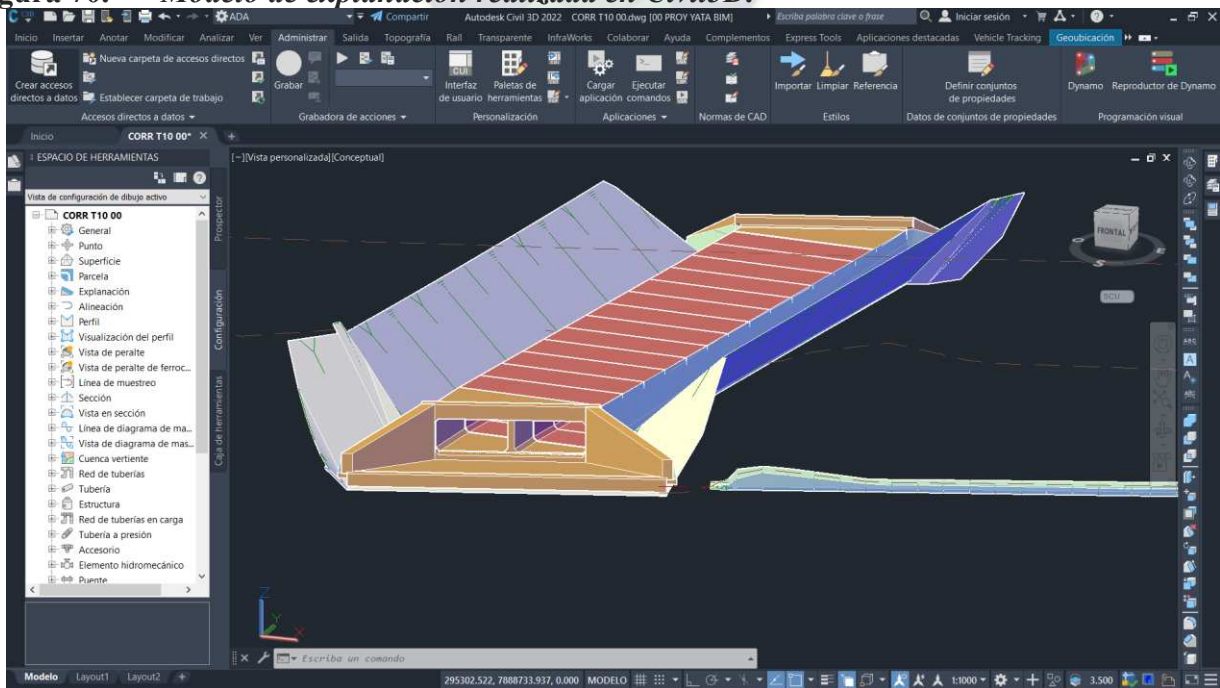 Modelo de explanación realizada en Civil3D.
ADA
Compartir
Autodesk Civil 3D 2022 CORR T10 00.dwg [00 PROY YATA BIM]
Escriba palabra clave o frase
Iniciar sesión
Inicio Insertar Anotar Modificar Analizar Ver Administrar Salida Topografía Rail Transparente InfraWorks Colaborar Ayuda Complementos Express Tools Aplicaciones destacadas Vehicle Tracking Geoubicación
Crear accesos directos a datos
Nueva carpeta de accesos directos
Establecer carpeta de trabajo
Grabar
CUI
Interfaz de usuario
Paletas de herramientas
Cargar aplicación
Ejecutar comandos
Importar Limpiar Referencia
Definir conjuntos de propiedades
Dynamo Reproductor de Dynamo
Accesos directos a datos
Grabadora de acciones
Personalización
Aplicaciones
Normas de CAD
Estilos
Datos de conjuntos de propiedades
Programación visual
Inicio
CORR T10 00*
ESPACIO DE HERRAMIENTAS
[−][Vista personalizada][Conceptual]
Vista de configuración de dibujo activo
CORR T10 00
General
Punto
Superficie
Parcela
Explanación
Alineación
Perfil
Visualización del perfil
Vista de peralte
Vista de peralte de ferroc...
Línea de muestreo
Sección
Vista en sección
Línea de diagrama de ma...
Vista de diagrama de mas...
Cuenca vertiente
Red de tuberías
Tubería
Estructura
Red de tuberías en carga
Tubería a presión
Accesorio
Elemento hidromecánico
Puente
Prospector
Configuración
Caja de herramientas
FRONTAL
O
S
SCU
Z
Y
X
Escriba un comando
Modelo Layout1 Layout2
295302.522, 7888733.937, 0.000 MODELO
1:1000
3.500